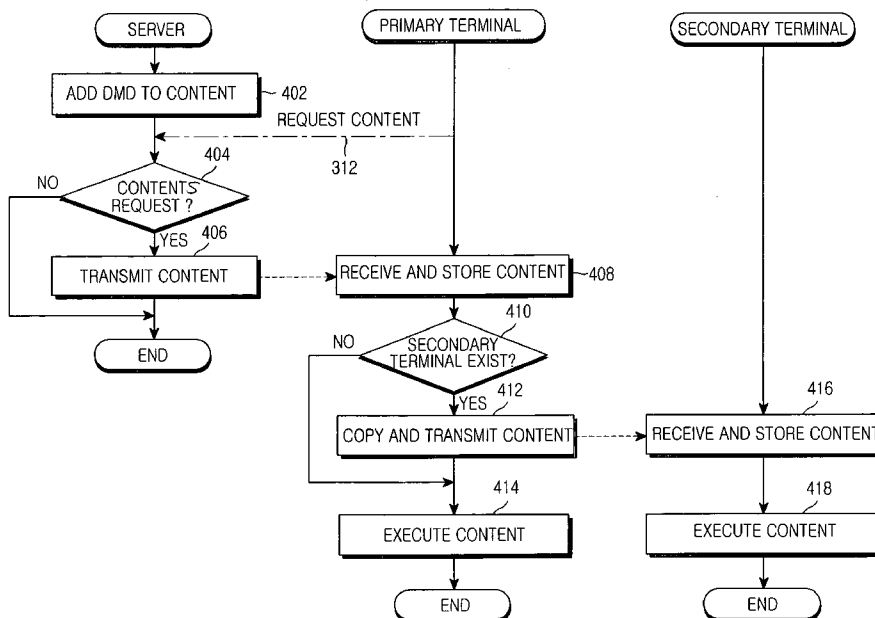 SERVER
PRIMARY TERMINAL
SECONDARY TERMINAL
ADD DMD TO CONTENT
402
REQUEST CONTENT
312
404
NO
CONTENTS
REQUEST ?
YES
406
TRANSMIT CONTENT
RECEIVE AND STORE CONTENT
408
END
410
NO
SECONDARY
TERMINAL EXIST?
YES
412
COPY AND TRANSMIT CONTENT
416
RECEIVE AND STORE CONTENT
414
EXECUTE CONTENT
418
EXECUTE CONTENT
END
END